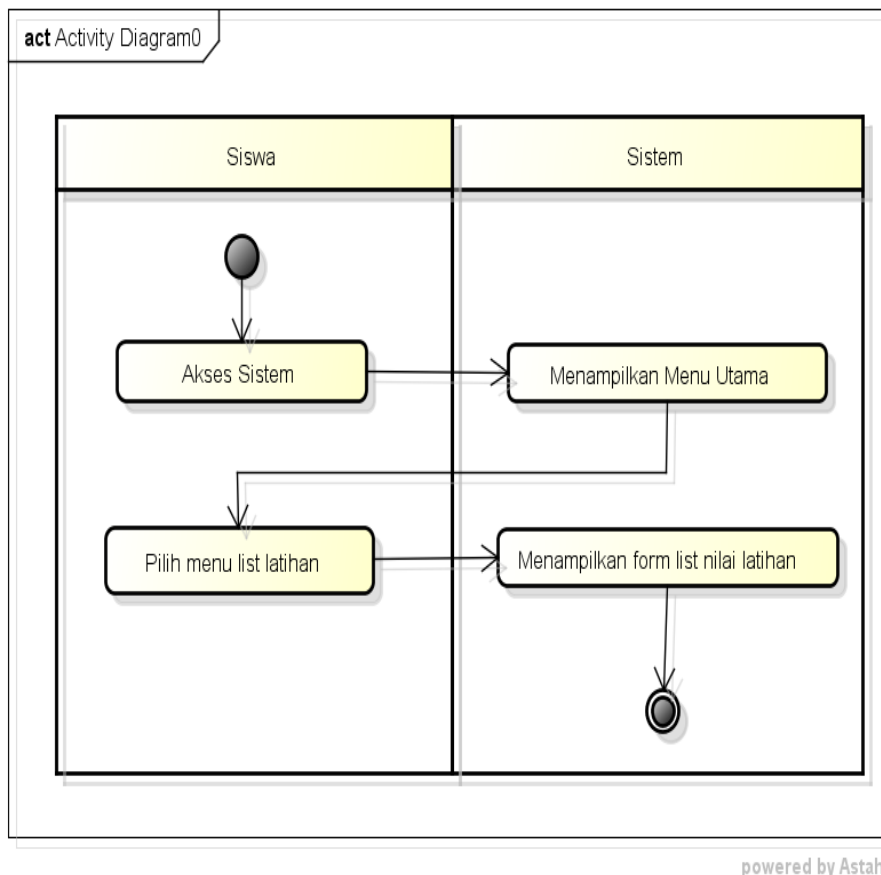 act Activity Diagram0
Siswa
Sistem
Akses Sistem
Menampilkan Menu Utama
Pilih menu list latihan
Menampilkan form list nilai latihan
powered by Astah